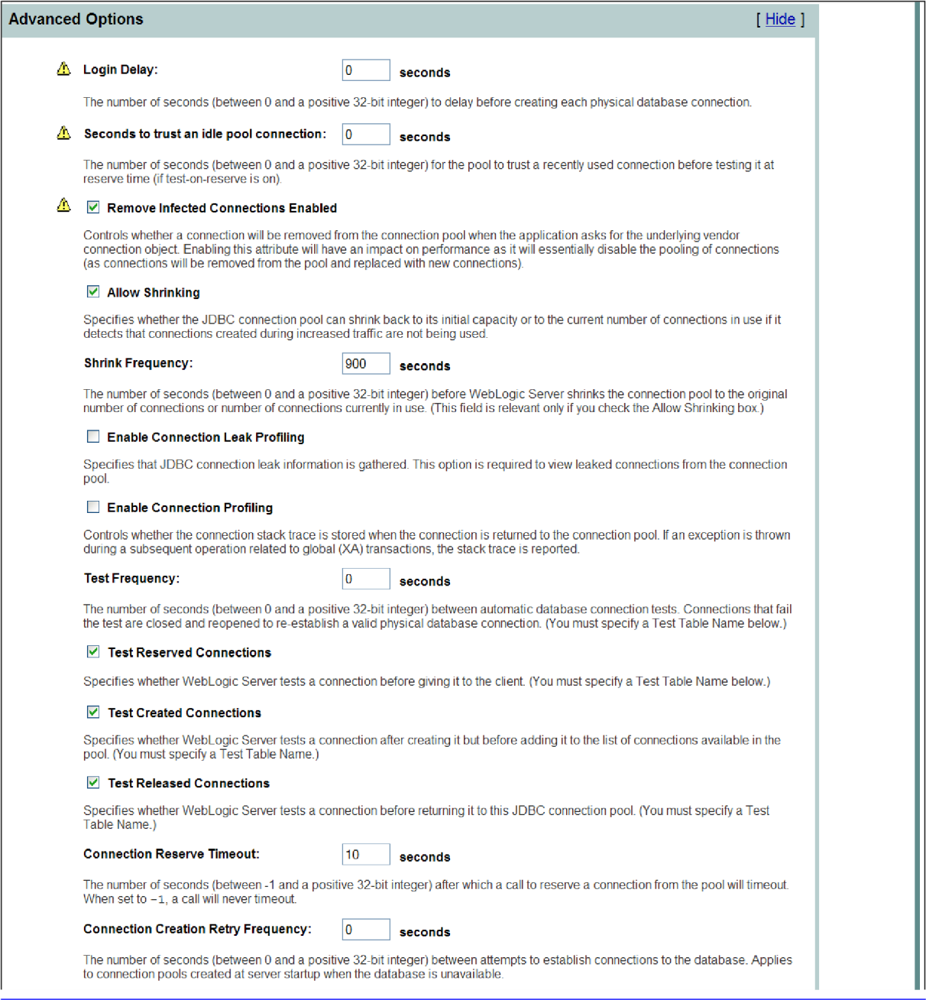 Advanced Options [ Hide ]
Login Delay: 0 seconds
The number of seconds (between 0 and a positive 32-bit integer) to delay before creating each physical database connection.
Seconds to trust an idle pool connection: 0 seconds
The number of seconds (between 0 and a positive 32-bit integer) for the pool to trust a recently used connection before testing it at
reserve time (if test-on-reserve is on).
Remove Infected Connections Enabled
Controls whether a connection will be removed from the connection pool when the application asks for the underlying vendor
connection object. Enabling this attribute will have an impact on performance as it will essentially disable the pooling of connections
(as connections will be removed from the pool and replaced with new connections).
Allow Shrinking
Specifies whether the JDBC connection pool can shrink back to its initial capacity or to the current number of connections in use if it
detects that connections created during increased traffic are not being used.
Shrink Frequency: 900 seconds
The number of seconds (between 0 and a positive 32-bit integer) before WebLogic Server shrinks the connection pool to the original
number of connections or number of connections currently in use. (This field is relevant only if you check the Allow Shrinking box.)
Enable Connection Leak Profiling
Specifies that JDBC connection leak information is gathered. This option is required to view leaked connections from the connection
pool.
Enable Connection Profiling
Controls whether the connection stack trace is stored when the connection is returned to the connection pool. If an exception is thrown
during a subsequent operation related to global (XA) transactions, the stack trace is reported.
Test Frequency: 0 seconds
The number of seconds (between 0 and a positive 32-bit integer) between automatic database connection tests. Connections that fail
the test are closed and reopened to re-establish a valid physical database connection. (You must specify a Test Table Name below.)
Test Reserved Connections
Specifies whether WebLogic Server tests a connection before giving it to the client. (You must specify a Test Table Name below.)
Test Created Connections
Specifies whether WebLogic Server tests a connection after creating it but before adding it to the list of connections available in the
pool. (You must specify a Test Table Name.)
Test Released Connections
Specifies whether WebLogic Server tests a connection before returning it to this JDBC connection pool. (You must specify a Test
Table Name.)
Connection Reserve Timeout: 10 seconds
The number of seconds (between -1 and a positive 32-bit integer) after which a call to reserve a connection from the pool will timeout.
When set to −1, a call will never timeout.
Connection Creation Retry Frequency: 0 seconds
The number of seconds (between 0 and a positive 32-bit integer) between attempts to establish connections to the database. Applies
to connection pools created at server startup when the database is unavailable.